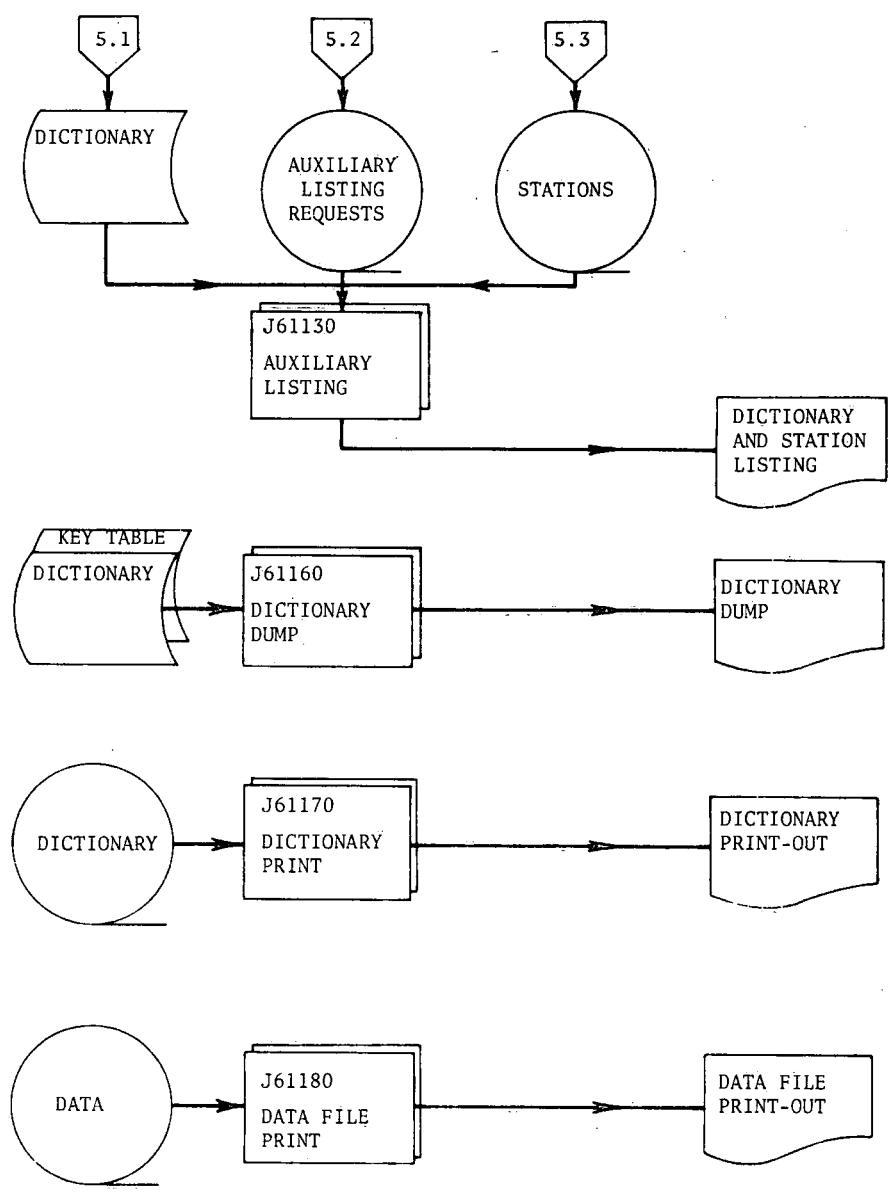 5.1
5.2
5.3
DICTIONARY
AUXILIARY
LISTING
REQUESTS
STATIONS
J61130
AUXILIARY
LISTING
DICTIONARY
AND STATION
LISTING
KEY TABLE
DICTIONARY
J61160
DICTIONARY
DUMP
DICTIONARY
DUMP
DICTIONARY
J61170
DICTIONARY
PRINT
DICTIONARY
PRINT-OUT
DATA
J61180
DATA FILE
PRINT
DATA FILE
PRINT-OUT